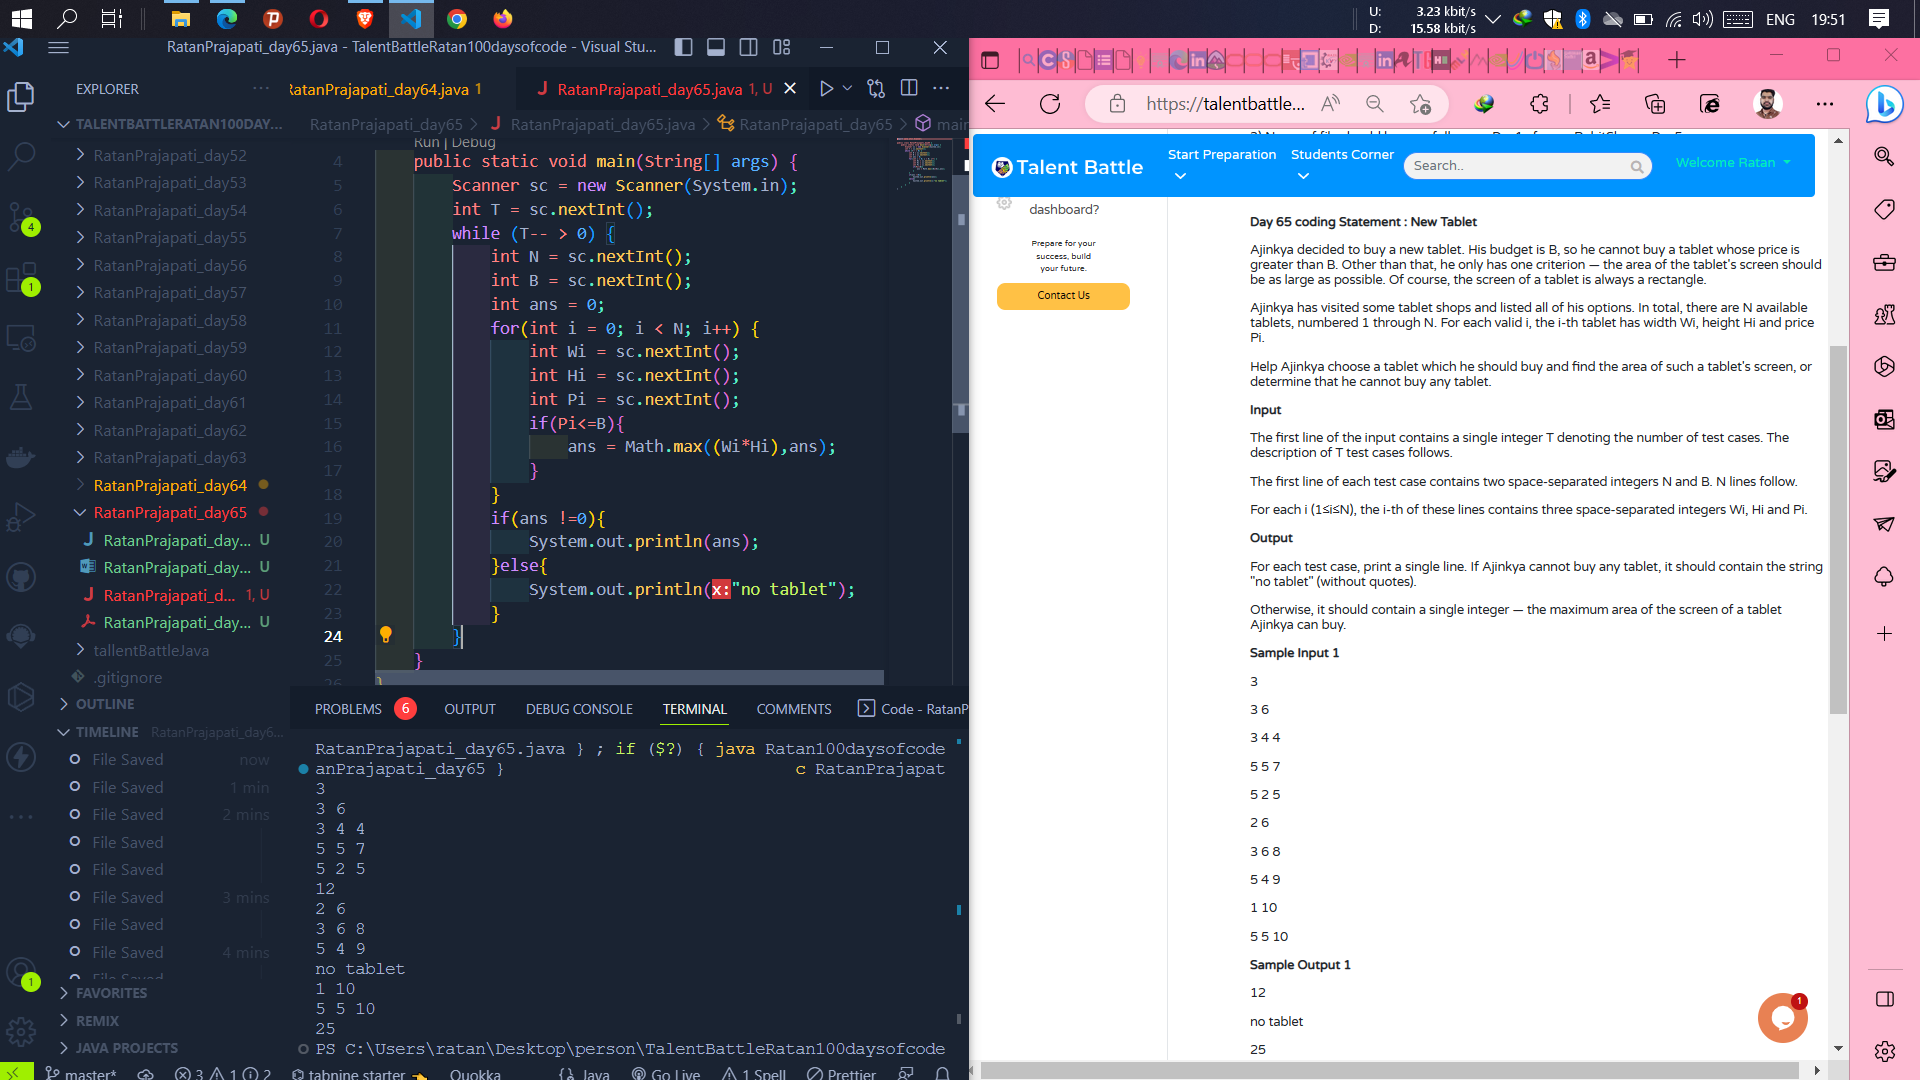 U: 3.23 kbit/s
D: 15.58 kbit/s
ENG 19:51
RatanPrajapati_day65.java - TalentBattleRatan100daysofcode - Visual Stu...
EXPLORER
RatanPrajapati_day64.java 1
J RatanPrajapati_day65.java 1, U
TALENTBATTLERATAN100DAY...
RatanPrajapati_day65 > J RatanPrajapati_day65.java > RatanPrajapati_day65 > main
RatanPrajapati_day52
RatanPrajapati_day53
RatanPrajapati_day54
RatanPrajapati_day55
RatanPrajapati_day56
RatanPrajapati_day57
RatanPrajapati_day58
RatanPrajapati_day59
RatanPrajapati_day60
RatanPrajapati_day61
RatanPrajapati_day62
RatanPrajapati_day63
RatanPrajapati_day64
RatanPrajapati_day65
J RatanPrajapati_day... U
RatanPrajapati_day... U
J RatanPrajapati_d... 1, U
RatanPrajapati_day... U
tallentBattleJava
.gitignore
OUTLINE
TIMELINE RatanPrajapati_day6...
File Saved now
File Saved 1 min
File Saved 2 mins
File Saved
File Saved
File Saved 3 mins
File Saved
File Saved 4 mins
File Saved
FAVORITES
REMIX
JAVA PROJECTS
4
1
1
Run | Debug
4 public static void main(String[] args) {
5 Scanner sc = new Scanner(System.in);
6 int T = sc.nextInt();
7 while (T-- > 0) {
8 int N = sc.nextInt();
9 int B = sc.nextInt();
10 int ans = 0;
11 for(int i = 0; i < N; i++) {
12 int Wi = sc.nextInt();
13 int Hi = sc.nextInt();
14 int Pi = sc.nextInt();
15 if(Pi<=B){
16 ans = Math.max((Wi*Hi),ans);
17 }
18 }
19 if(ans !=0){
20 System.out.println(ans);
21 }else{
22 System.out.println(x:"no tablet");
23 }
24 }
25 }
26 }
PROBLEMS 6 OUTPUT DEBUG CONSOLE TERMINAL COMMENTS Code - RatanP
RatanPrajapati_day65.java } ; if ($?) { java Ratan100daysofcode
anPrajapati_day65 } c RatanPrajapat
3
3 6
3 4 4
5 5 7
5 2 5
12
2 6
3 6 8
5 4 9
no tablet
1 10
5 5 10
25
PS C:\Users\ratan\Desktop\person\TalentBattleRatan100daysofcode
master* 3 1 2 tabnine starter Quokka {} Java Go Live 1 Spell Prettier
https://talentbattle...
Talent Battle
Start Preparation
Students Corner
Search..
Welcome Ratan
dashboard?
Prepare for your
success, build
your future.
Contact Us
Day 65 coding Statement : New Tablet
Ajinkya decided to buy a new tablet. His budget is B, so he cannot buy a tablet whose price is
greater than B. Other than that, he only has one criterion — the area of the tablet's screen should
be as large as possible. Of course, the screen of a tablet is always a rectangle.
Ajinkya has visited some tablet shops and listed all of his options. In total, there are N available
tablets, numbered 1 through N. For each valid i, the i-th tablet has width Wi, height Hi and price
Pi.
Help Ajinkya choose a tablet which he should buy and find the area of such a tablet's screen, or
determine that he cannot buy any tablet.
Input
The first line of the input contains a single integer T denoting the number of test cases. The
description of T test cases follows.
The first line of each test case contains two space-separated integers N and B. N lines follow.
For each i (1≤i≤N), the i-th of these lines contains three space-separated integers Wi, Hi and Pi.
Output
For each test case, print a single line. If Ajinkya cannot buy any tablet, it should contain the string
"no tablet" (without quotes).
Otherwise, it should contain a single integer — the maximum area of the screen of a tablet
Ajinkya can buy.
Sample Input 1
3
3 6
3 4 4
5 5 7
5 2 5
2 6
3 6 8
5 4 9
1 10
5 5 10
Sample Output 1
12
no tablet
25
1